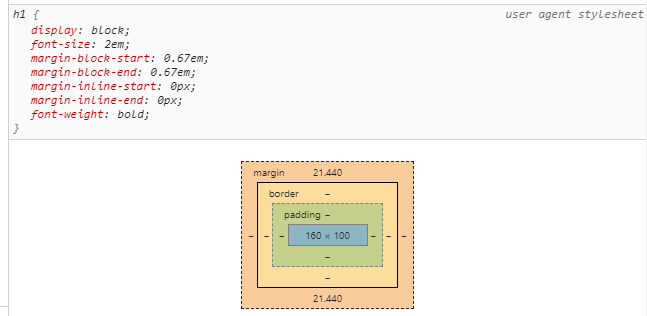 h1 {
user agent stylesheet
display: block;
font-size: 2em;
margin-block-start: 0.67em;
margin-block-end: 0.67em;
margin-inline-start: 0px;
margin-inline-end: 0px;
font-weight: bold;
}
margin 21.440
border –
padding –
– – – 160 × 100 – – –
–
–
21.440